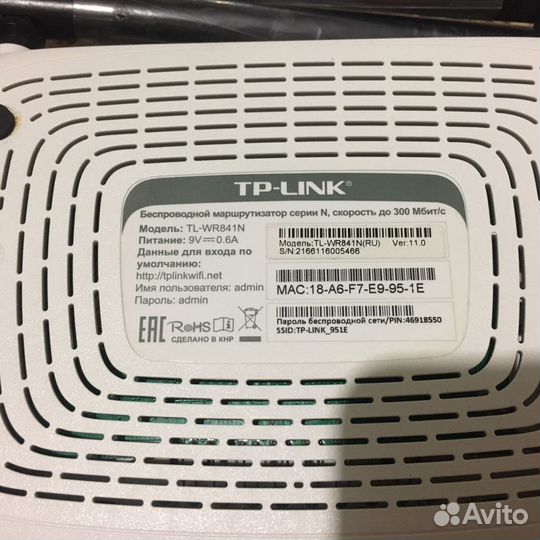 TP-LINK®
Беспроводной маршрутизатор серии N, скорость до 300 Мбит/с
Модель: TL-WR841N
Питание: 9V⎓0.6A
Данные для входа по
умолчанию:
http://tplinkwifi.net
Имя пользователя: admin
Пароль: admin
EAC RoHS
СДЕЛАНО В КНР
Модель:TL-WR841N(RU) Ver:11.0
S/N:2166116005466
MAC:18-A6-F7-E9-95-1E
Пароль беспроводной сети/PIN:46918550
SSID:TP-LINK_951E
Avito